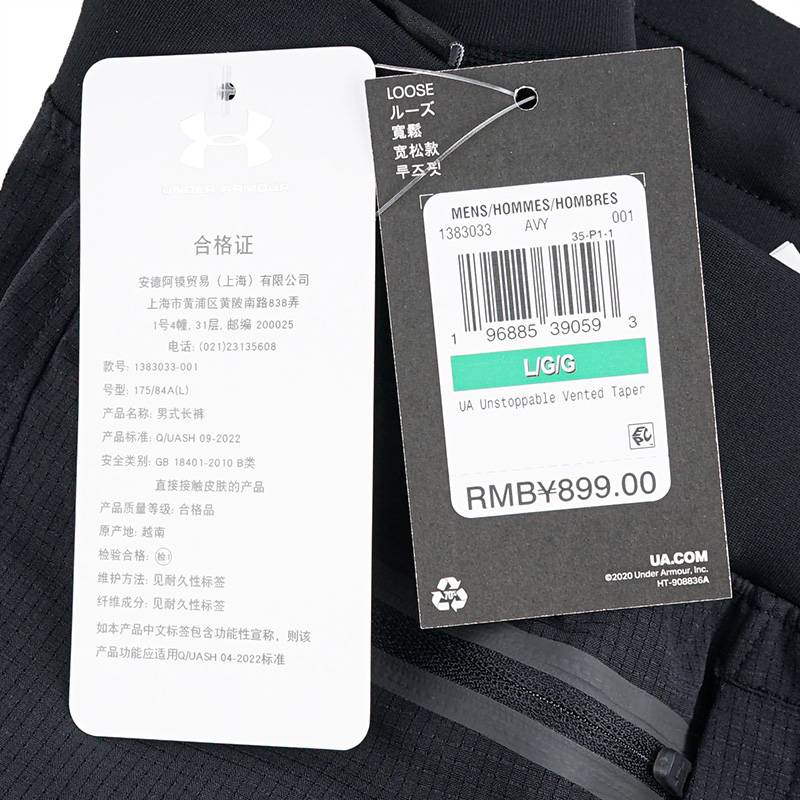 UNDER ARMOUR
合格证
安德阿镆贸易（上海）有限公司
上海市黄浦区黄陂南路838弄
1号4幢, 31层, 邮编 200025
电话: (021)23135608
款号: 1383033-001
号型: 175/84A(L)
产品名称: 男式长裤
产品标准: Q/UASH 09-2022
安全类别: GB 18401-2010 B类
直接接触皮肤的产品
产品质量等级: 合格品
原产地: 越南
检验合格: 检1
维护方法: 见耐久性标签
纤维成分: 见耐久性标签
如本产品中文标签包含功能性宣称，则该
产品功能应适用Q/UASH 04-2022标准
LOOSE
ルーズ
寬鬆
宽松款
루즈핏
MENS/HOMMES/HOMBRES
1383033 AVY 001
35-P1-1
1 96885 39059 3
L/G/G
UA Unstoppable Vented Taper
EPC
RMB¥899.00
UA.COM
©2020 Under Armour, Inc.
HT-908836A
70%